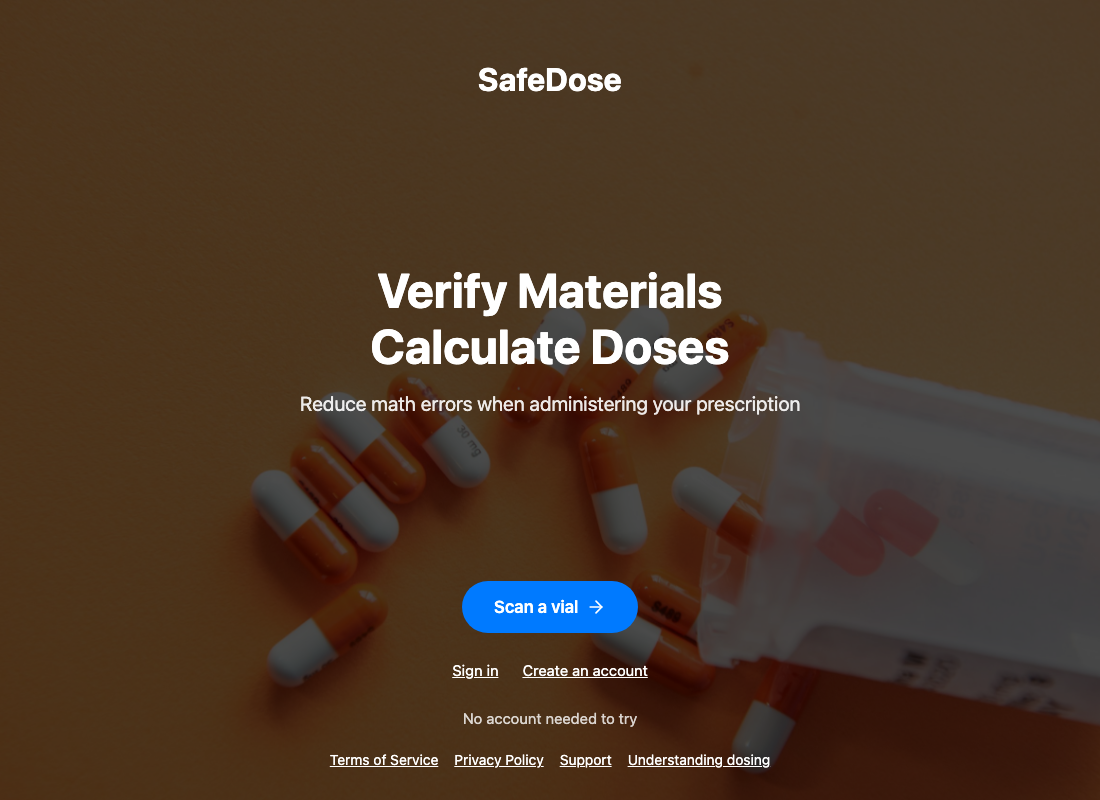 SafeDose
Verify Materials
Calculate Doses
Reduce math errors when administering your prescription
Scan a vial →
Sign in Create an account
No account needed to try
Terms of Service Privacy Policy Support Understanding dosing